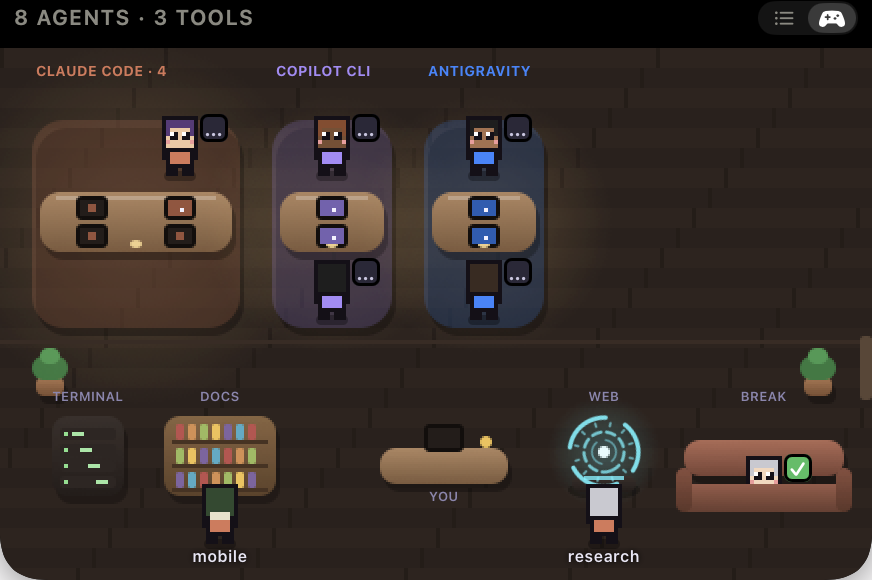 8 AGENTS · 3 TOOLS
CLAUDE CODE · 4
COPILOT CLI
ANTIGRAVITY
TERMINAL
DOCS
WEB
BREAK
YOU
mobile
research